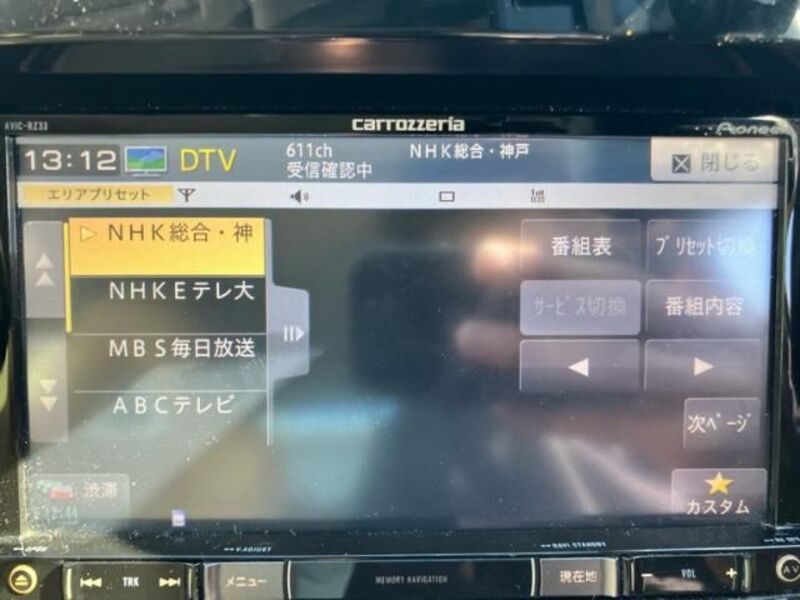 AVIC-RZ33
carrozzeria
Pioneer
13:12 DTV 611ch NHK総合・神戸 閉じる
受信確認中
エリアプリセット
NHK総合・神
番組表 プリセット切換
NHKEテレ大
サービス切換 番組内容
MBS毎日放送
ABCテレビ
次ページ
渋滞
カスタム
V.ADJUST
NAVI STANDBY
TRK
メニュー
MEMORY NAVIGATION
現在地
- VOL +
AV